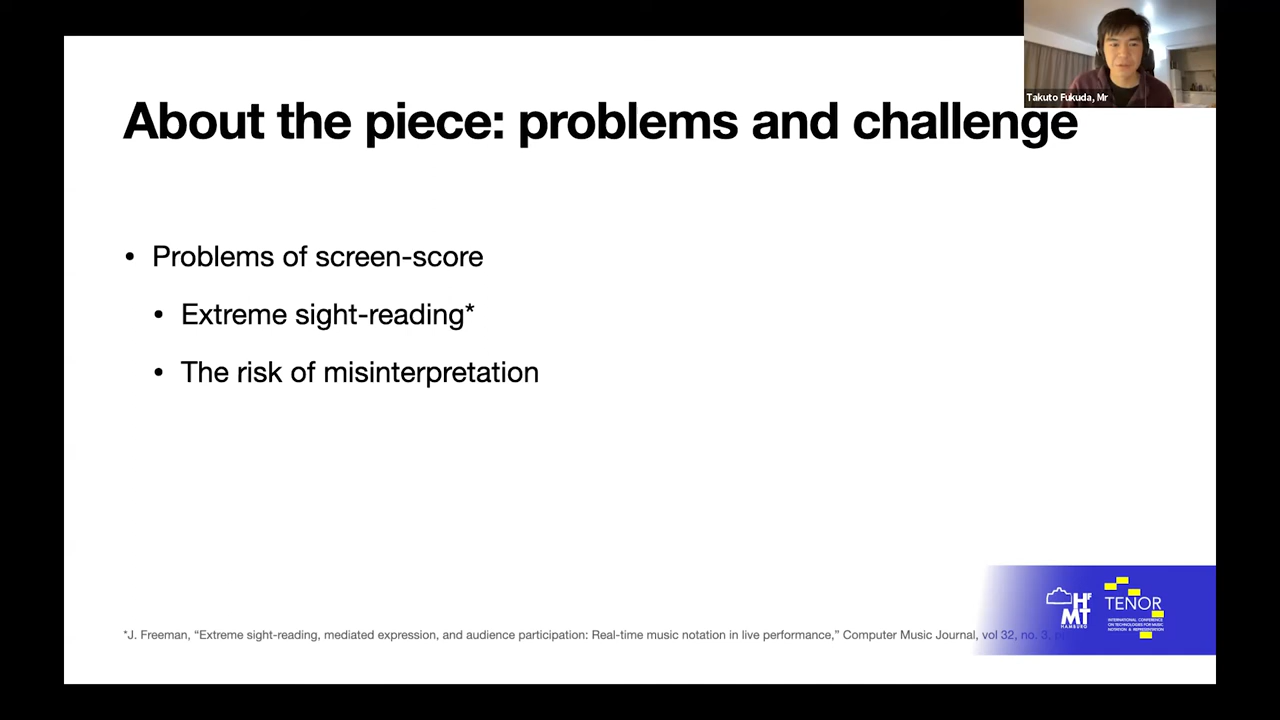 Takuto Fukuda, Mr
About the piece: problems and challenge
• Problems of screen-score
• Extreme sight-reading*
• The risk of misinterpretation
*J. Freeman, “Extreme sight-reading, mediated expression, and audience participation: Real-time music notation in live performance,” Computer Music Journal, vol 32, no. 3,
HfMT
HAMBURG
TENOR
INTERNATIONAL CONFERENCE
ON TECHNOLOGIES FOR MUSIC
NOTATION & REPRESENTATION